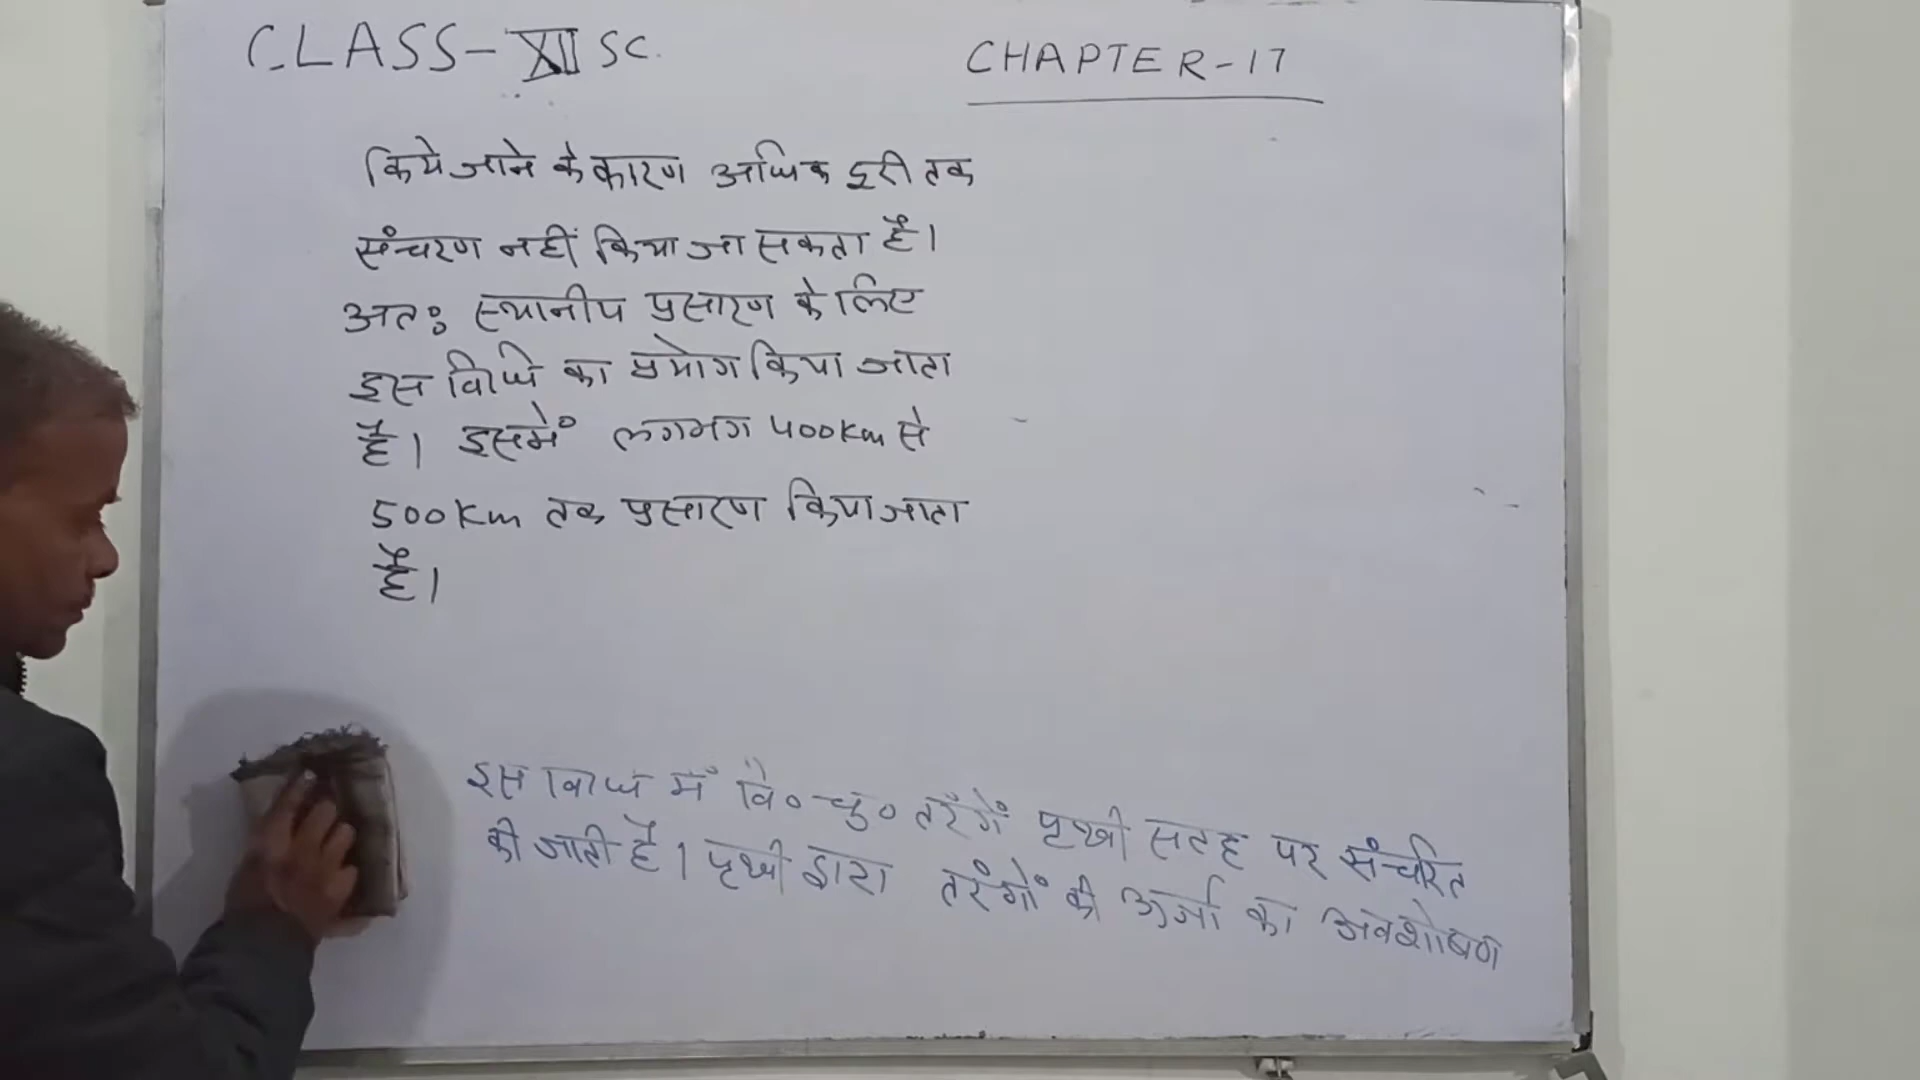 CLASS-XII SC.
CHAPTER-17
किये जाने के कारण अधिक दूरी तक
संचरण नहीं किया जा सकता है।
अतः स्थानीय प्रसारण के लिए
इस विधि का प्रयोग किया जाता
है। इसमें लगभग 400km से
500km तक प्रसारण किया जाता
है।
इस विधि में वि० चु० तरंगें पृथ्वी सतह पर संचरित
की जाती है। पृथ्वी द्वारा तरंगों की ऊर्जा का अवशोषण